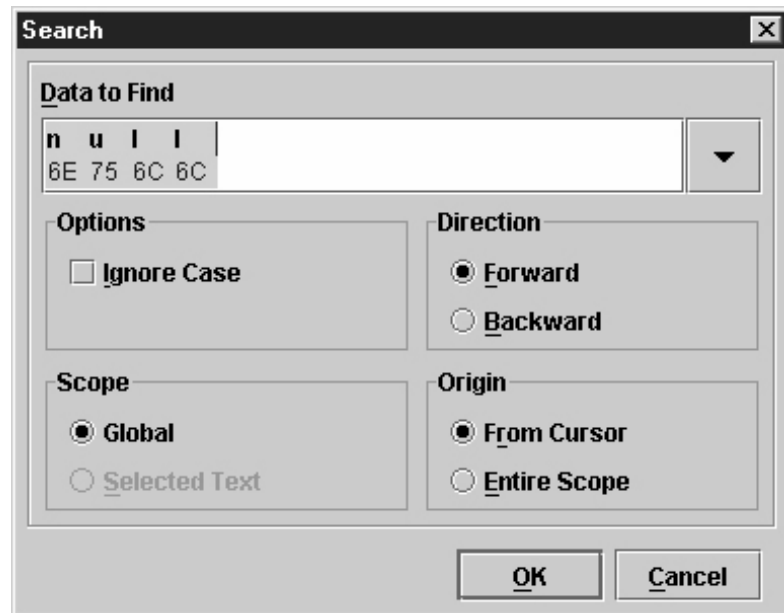 Search
Data to Find
n u l l
6E 75 6C 6C
Options
Ignore Case
Direction
Forward
Backward
Scope
Global
Selected Text
Origin
From Cursor
Entire Scope
OK
Cancel